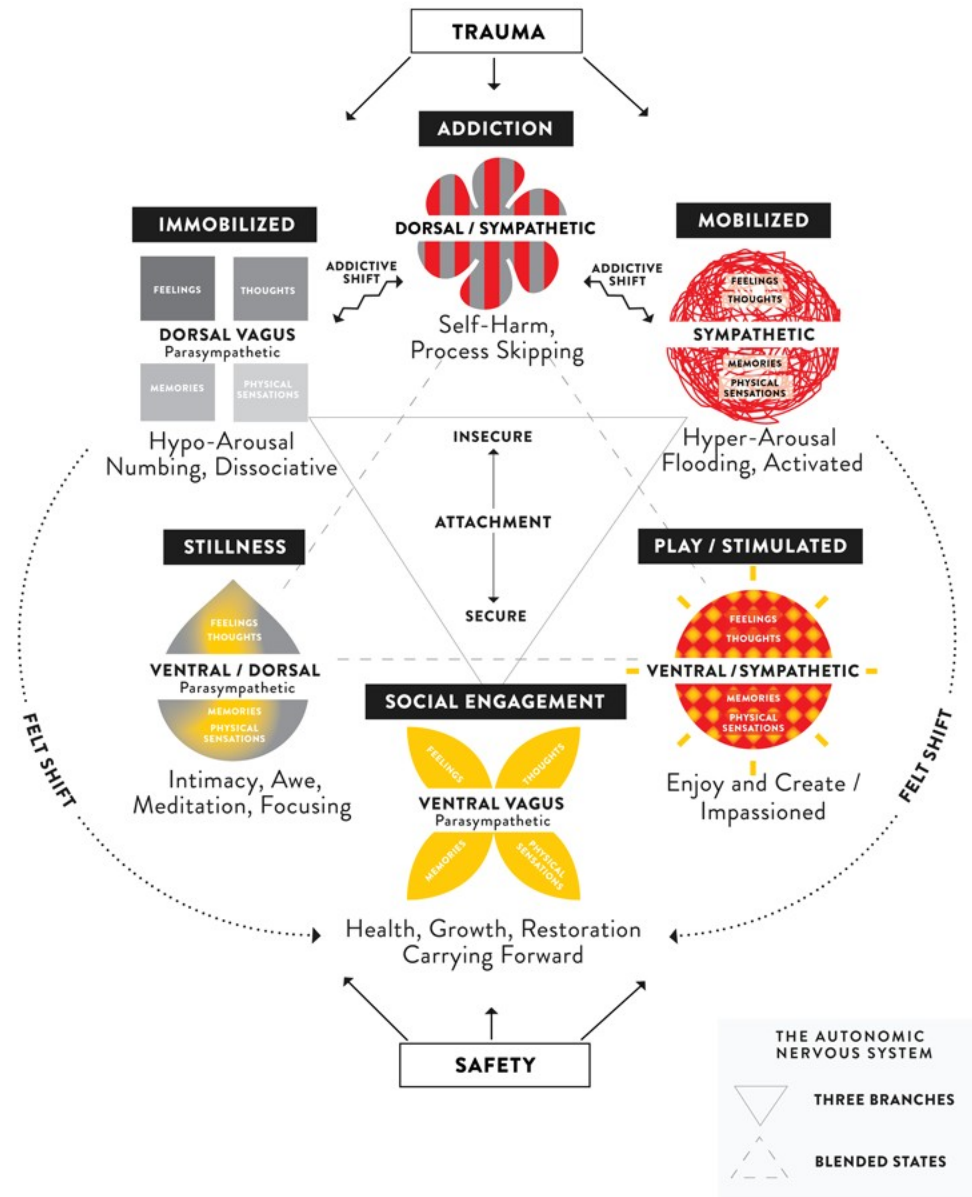 TRAUMA
ADDICTION
DORSAL / SYMPATHETIC
Self-Harm,
Process Skipping
IMMOBILIZED
FEELINGS
THOUGHTS
DORSAL VAGUS
Parasympathetic
MEMORIES
PHYSICAL
SENSATIONS
Hypo-Arousal
Numbing, Dissociative
ADDICTIVE
SHIFT
ADDICTIVE
SHIFT
MOBILIZED
FEELINGS
THOUGHTS
SYMPATHETIC
MEMORIES
PHYSICAL
SENSATIONS
Hyper-Arousal
Flooding, Activated
INSECURE
ATTACHMENT
SECURE
STILLNESS
FEELINGS
THOUGHTS
VENTRAL / DORSAL
Parasympathetic
MEMORIES
PHYSICAL
SENSATIONS
Intimacy, Awe,
Meditation, Focusing
PLAY / STIMULATED
FEELINGS
THOUGHTS
VENTRAL / SYMPATHETIC
MEMORIES
PHYSICAL
SENSATIONS
Enjoy and Create /
Impassioned
SOCIAL ENGAGEMENT
FEELINGS
THOUGHTS
VENTRAL VAGUS
Parasympathetic
MEMORIES
PHYSICAL
SENSATIONS
Health, Growth, Restoration
Carrying Forward
FELT SHIFT
FELT SHIFT
SAFETY
THE AUTONOMIC
NERVOUS SYSTEM
THREE BRANCHES
BLENDED STATES